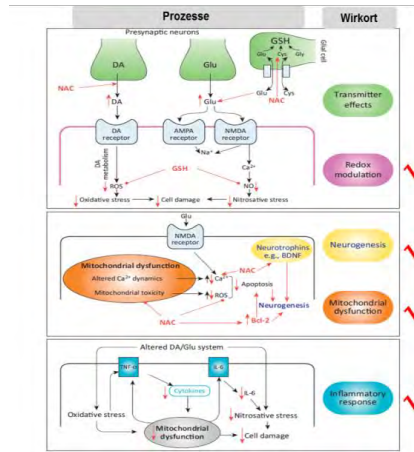 Prozesse
Wirkort
Presynaptic neurons
DA
Glu
GSH
Glu Cys Gly
Glial cell
NAC
DA
Glu
Glu
NAC
Cys
DA receptor
AMPA receptor
NMDA receptor
Na+
Ca2+
DA metabolism
GSH
ROS
NO
Oxidative stress
Cell damage
Nitrosative stress
Transmitter effects
Redox modulation
Glu
NMDA receptor
Neurotrophins e.g., BDNF
Mitochondrial dysfunction
Altered Ca2+ dynamics
Mitochondrial toxicity
Ca2+
ROS
NAC
Apoptosis
Neurogenesis
NAC
Bcl-2
Neurogenesis
Mitochondrial dysfunction
Altered DA/Glu system
TNF-α
IL-6
Cytokines
IL-6
Oxidative stress
Nitrosative stress
Mitochondrial dysfunction
Cell damage
Inflammatory response